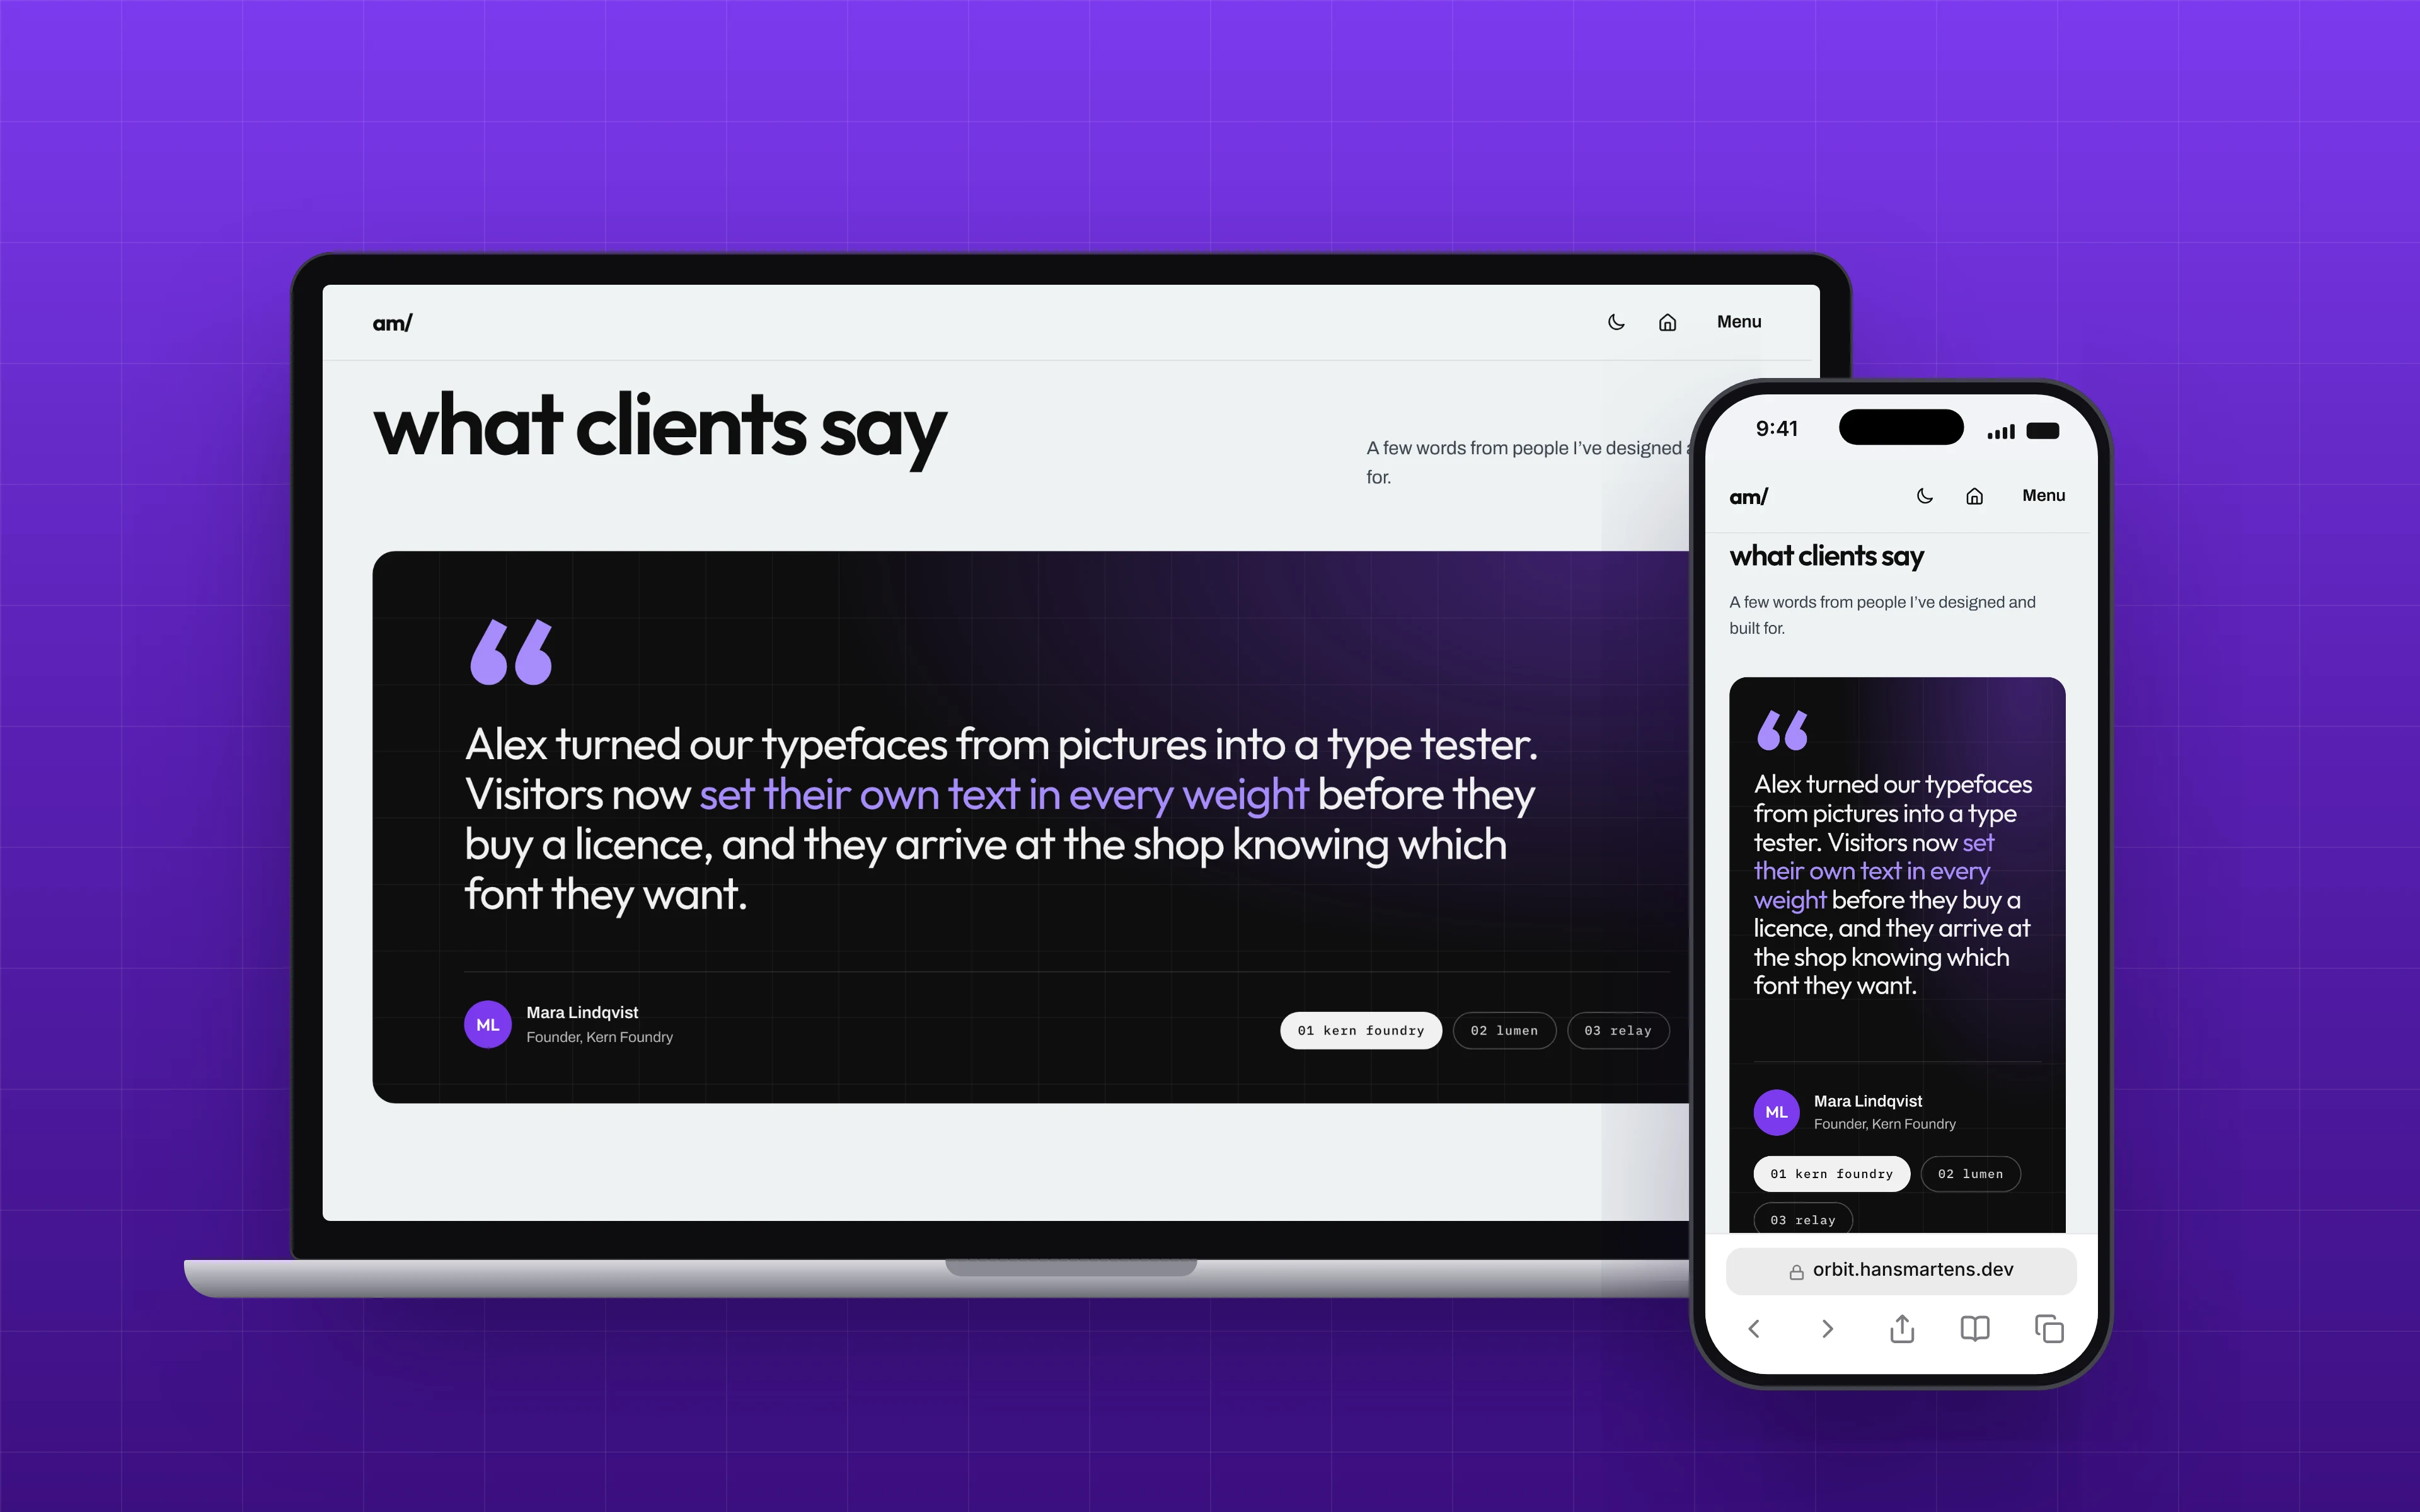 am/
Menu
what clients say
A few words from people I've designed
for.
Alex turned our typefaces from pictures into a type tester.
Visitors now set their own text in every weight before they
buy a licence, and they arrive at the shop knowing which
font they want.
ML
Mara Lindqvist
Founder, Kern Foundry
01 kern foundry
02 lumen
03 relay
9:41
am/
Menu
what clients say
A few words from people I've designed and
built for.
Alex turned our typefaces
from pictures into a type
tester. Visitors now set
their own text in every
weight before they buy a
licence, and they arrive at
the shop knowing which
font they want.
ML
Mara Lindqvist
Founder, Kern Foundry
01 kern foundry
02 lumen
03 relay
orbit.hansmartens.dev